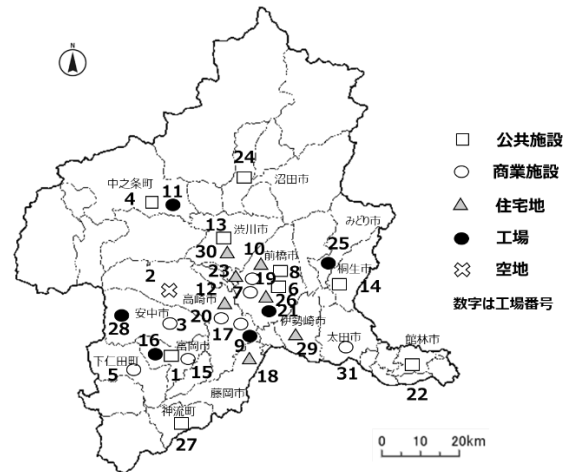 N
24
沼田市
中之条町
11
4
みどり市
13
渋川市
25
30
10
前橋市
23
8
桐生市
2
12
19
7
6
14
高崎市
26
21
安中市
20
伊勢崎市
28
3
17
太田市
館林市
16
富岡市
9
29
下仁田町
31
5
1
15
18
22
藤岡市
神流町
27
公共施設
商業施設
住宅地
工場
空地
数字は工場番号
0 10 20km